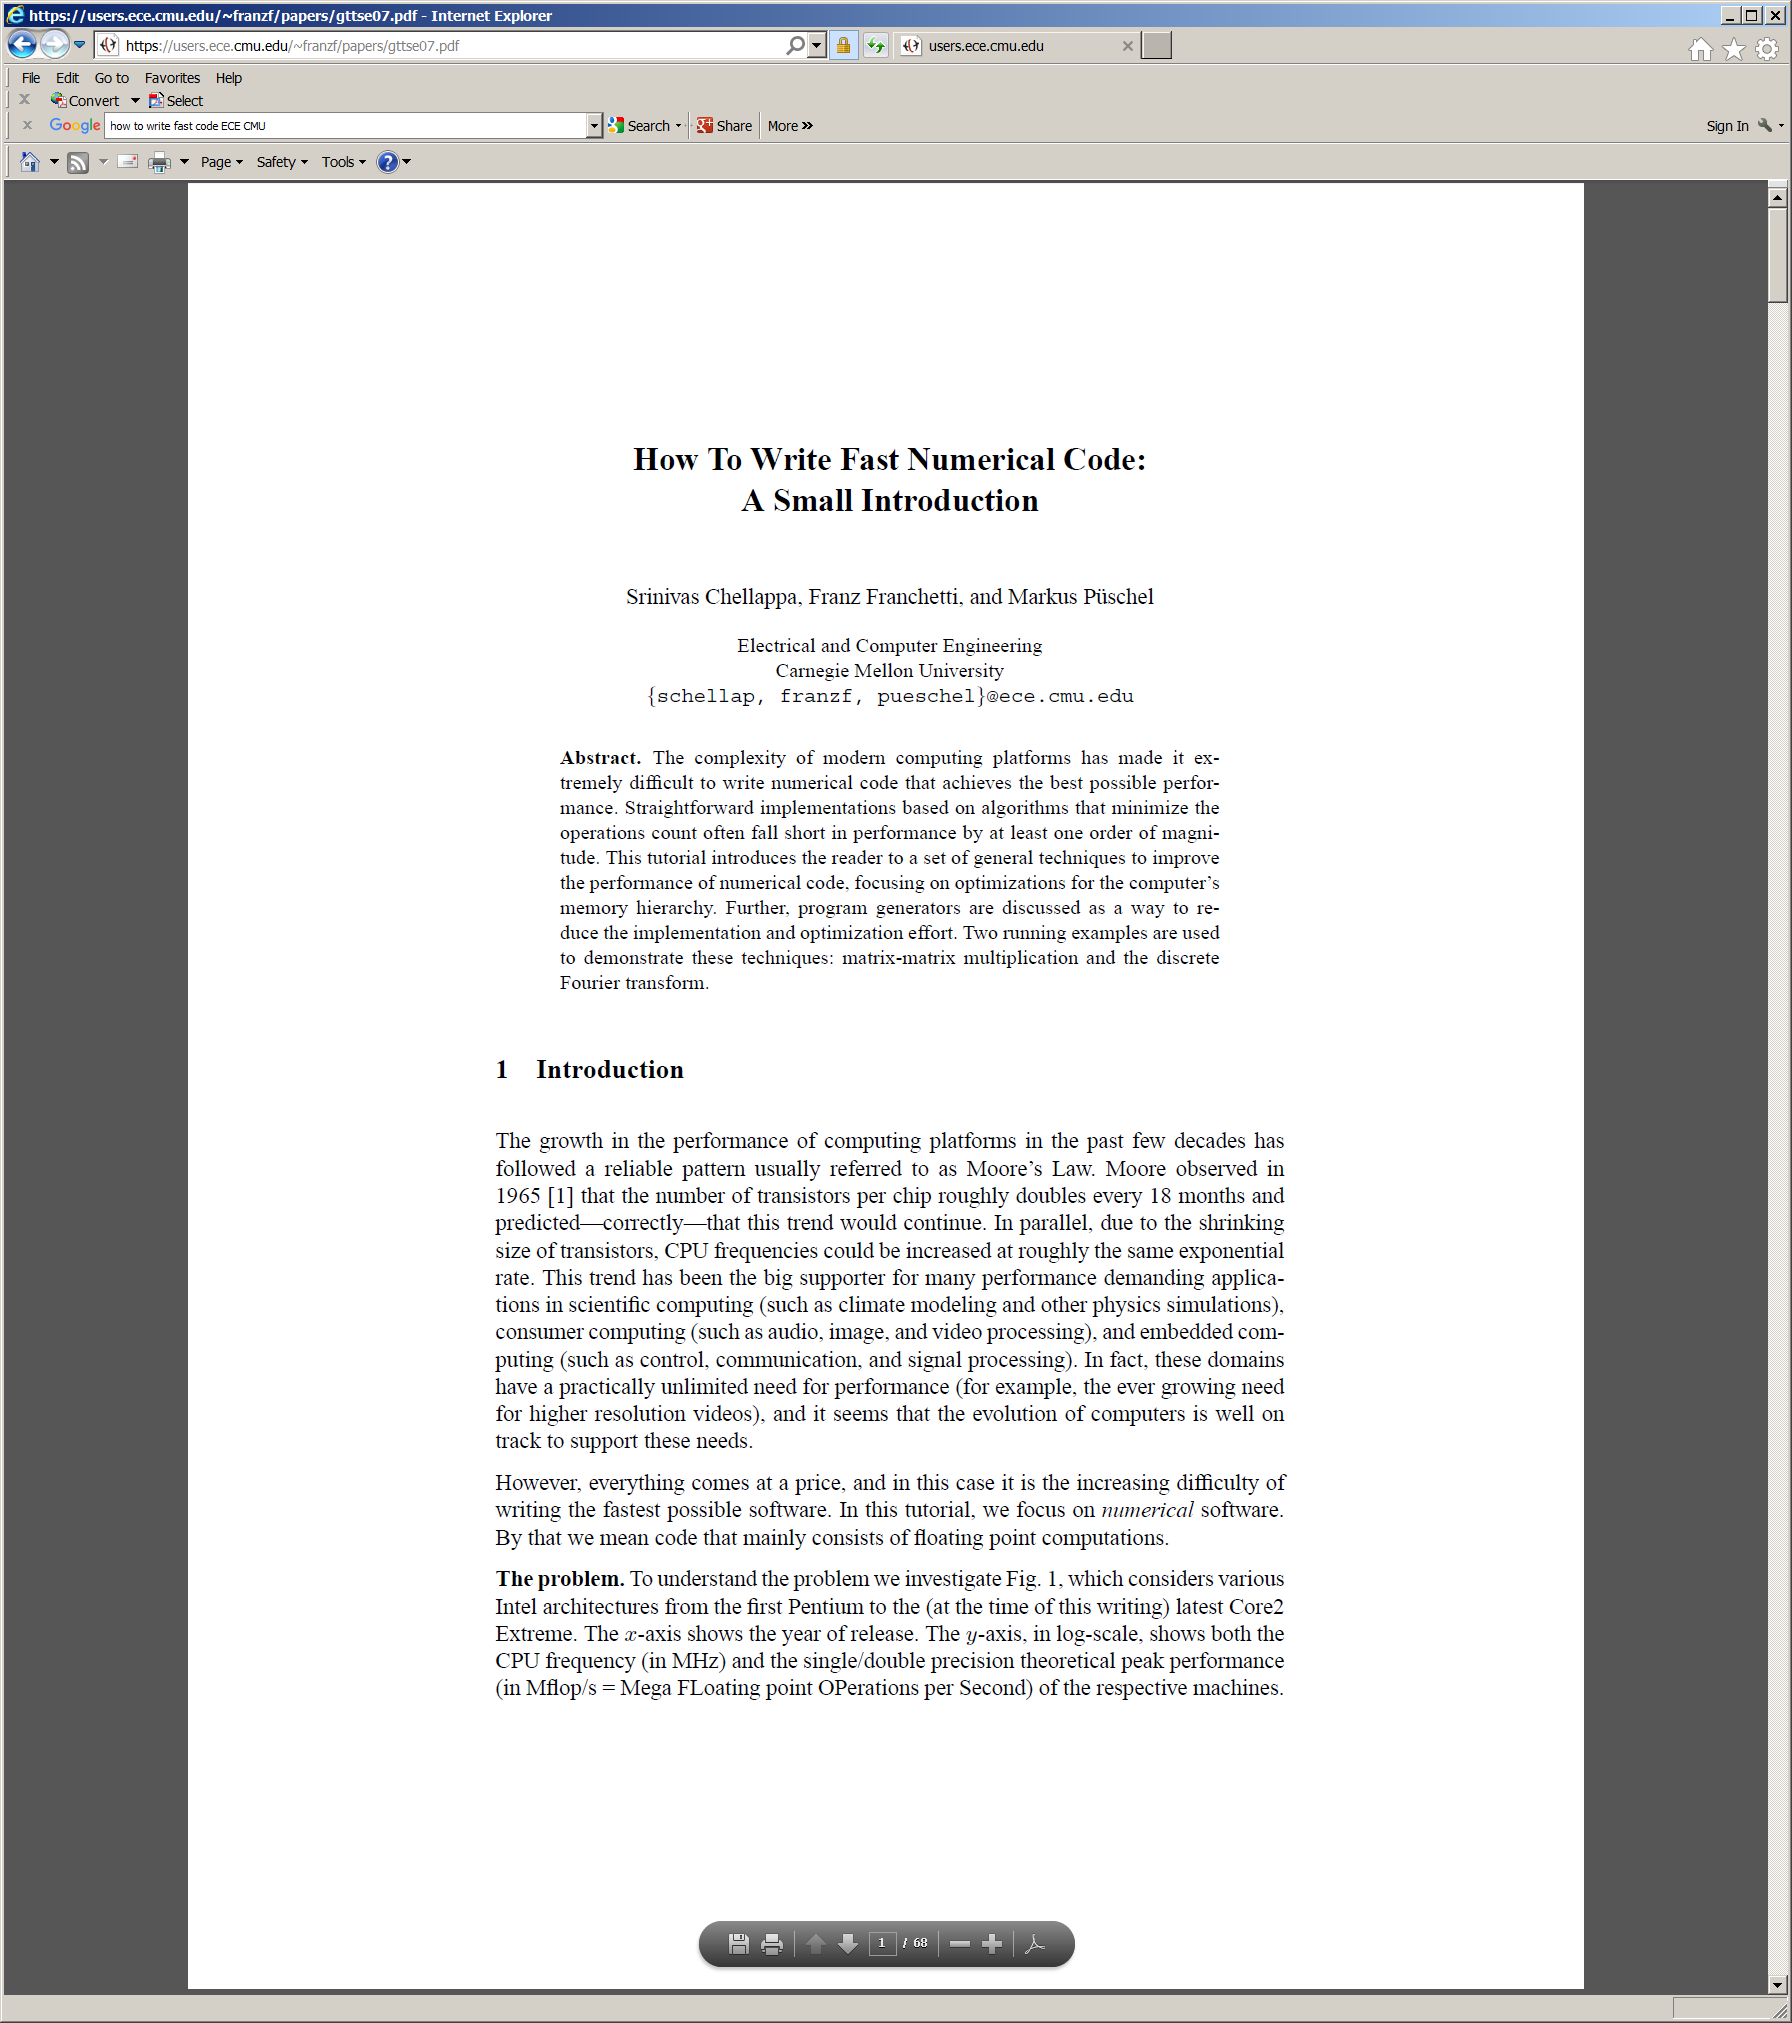 https://users.ece.cmu.edu/~franzf/papers/gttse07.pdf - Internet Explorer
https://users.ece.cmu.edu/~franzf/papers/gttse07.pdf
users.ece.cmu.edu
File Edit Go to Favorites Help
x Convert Select
x Google how to write fast code ECE CMU Search Share More » Sign In
Page Safety Tools ?
How To Write Fast Numerical Code:
A Small Introduction
Srinivas Chellappa, Franz Franchetti, and Markus Püschel
Electrical and Computer Engineering
Carnegie Mellon University
{schellap, franzf, pueschel}@ece.cmu.edu
Abstract. The complexity of modern computing platforms has made it ex-
tremely difficult to write numerical code that achieves the best possible perfor-
mance. Straightforward implementations based on algorithms that minimize the
operations count often fall short in performance by at least one order of magni-
tude. This tutorial introduces the reader to a set of general techniques to improve
the performance of numerical code, focusing on optimizations for the computer's
memory hierarchy. Further, program generators are discussed as a way to re-
duce the implementation and optimization effort. Two running examples are used
to demonstrate these techniques: matrix-matrix multiplication and the discrete
Fourier transform.
1 Introduction
The growth in the performance of computing platforms in the past few decades has
followed a reliable pattern usually referred to as Moore's Law. Moore observed in
1965 [1] that the number of transistors per chip roughly doubles every 18 months and
predicted—correctly—that this trend would continue. In parallel, due to the shrinking
size of transistors, CPU frequencies could be increased at roughly the same exponential
rate. This trend has been the big supporter for many performance demanding applica-
tions in scientific computing (such as climate modeling and other physics simulations),
consumer computing (such as audio, image, and video processing), and embedded com-
puting (such as control, communication, and signal processing). In fact, these domains
have a practically unlimited need for performance (for example, the ever growing need
for higher resolution videos), and it seems that the evolution of computers is well on
track to support these needs.
However, everything comes at a price, and in this case it is the increasing difficulty of
writing the fastest possible software. In this tutorial, we focus on numerical software.
By that we mean code that mainly consists of floating point computations.
The problem. To understand the problem we investigate Fig. 1, which considers various
Intel architectures from the first Pentium to the (at the time of this writing) latest Core2
Extreme. The x-axis shows the year of release. The y-axis, in log-scale, shows both the
CPU frequency (in MHz) and the single/double precision theoretical peak performance
(in Mflop/s = Mega FLoating point OPerations per Second) of the respective machines.
1 / 68